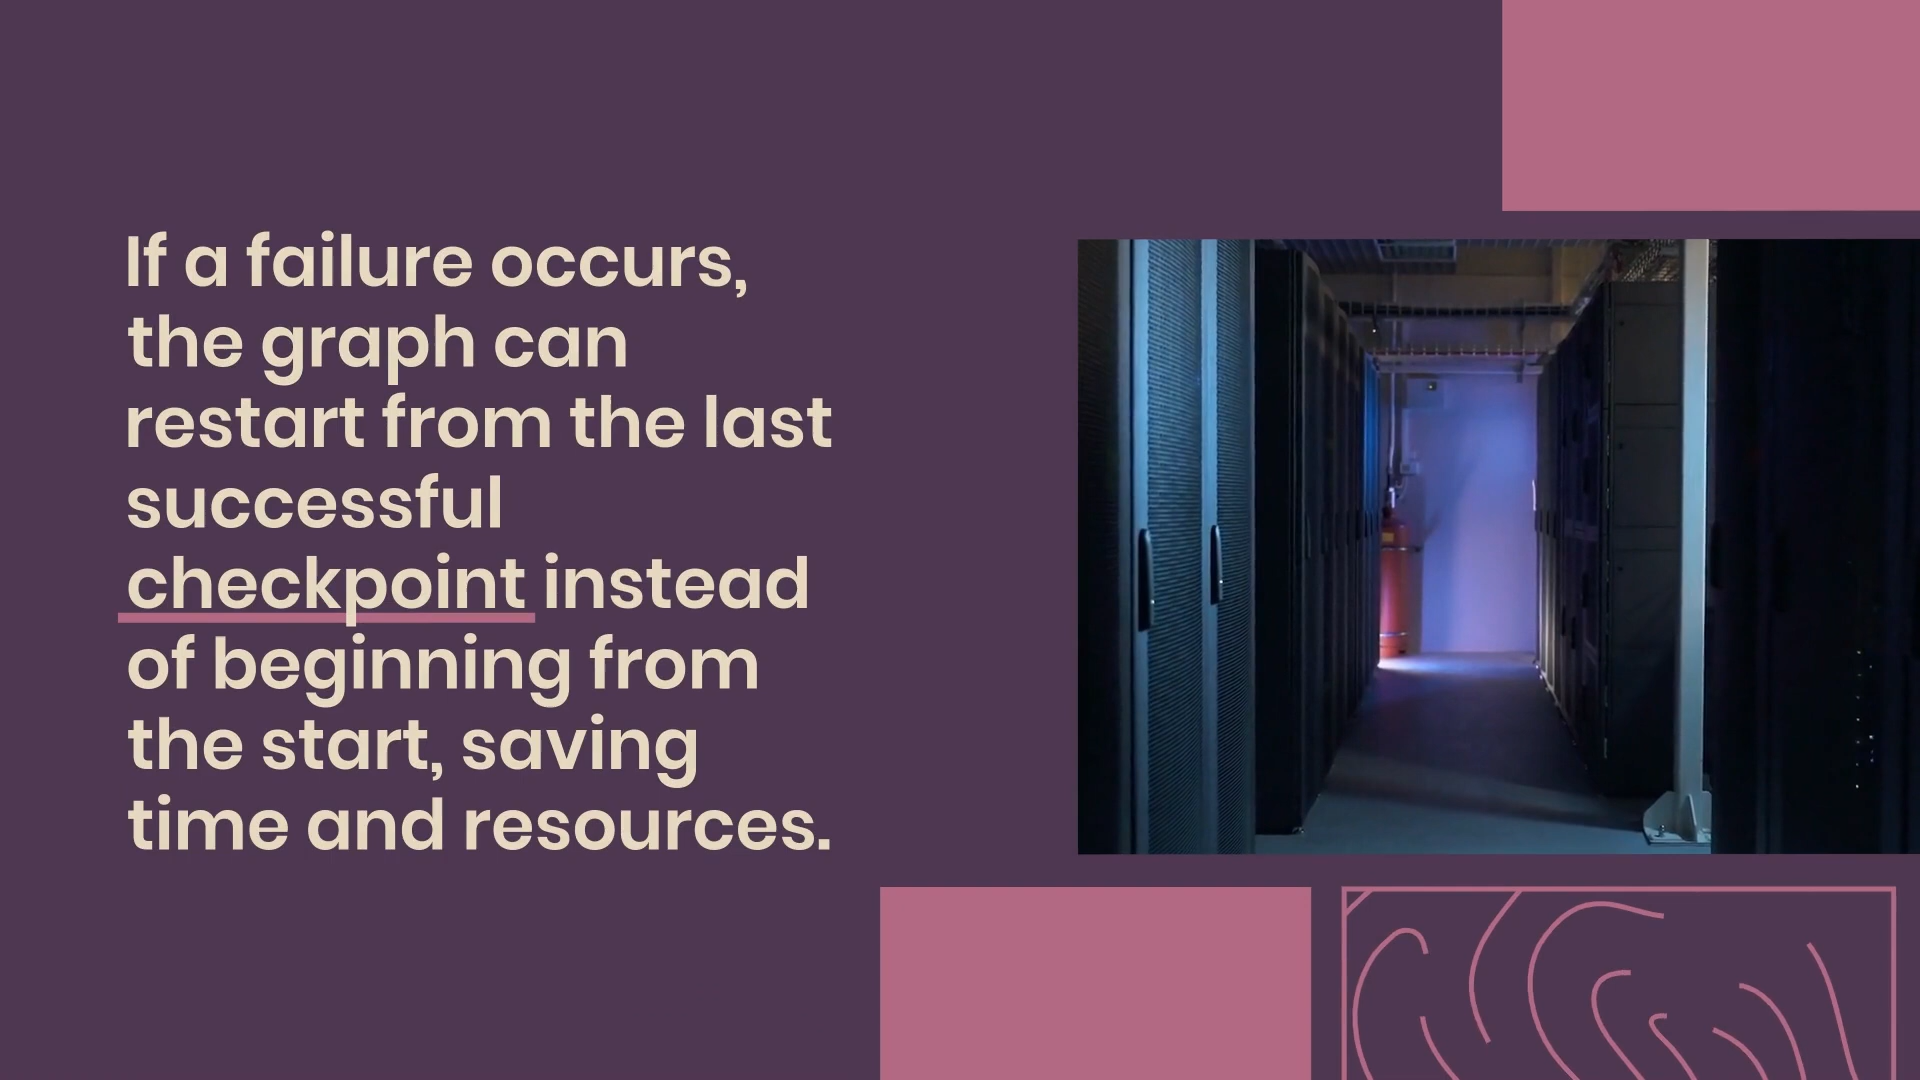 If a failure occurs,
the graph can
restart from the last
successful
checkpoint instead
of beginning from
the start, saving
time and resources.